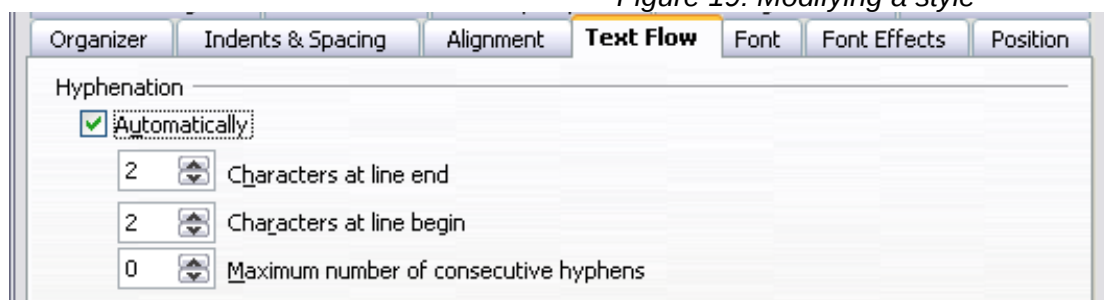 Figure 19: Modifying a style
Organizer Indents & Spacing Alignment Text Flow Font Font Effects Position
Hyphenation
Automatically
2 Characters at line end
2 Characters at line begin
0 Maximum number of consecutive hyphens